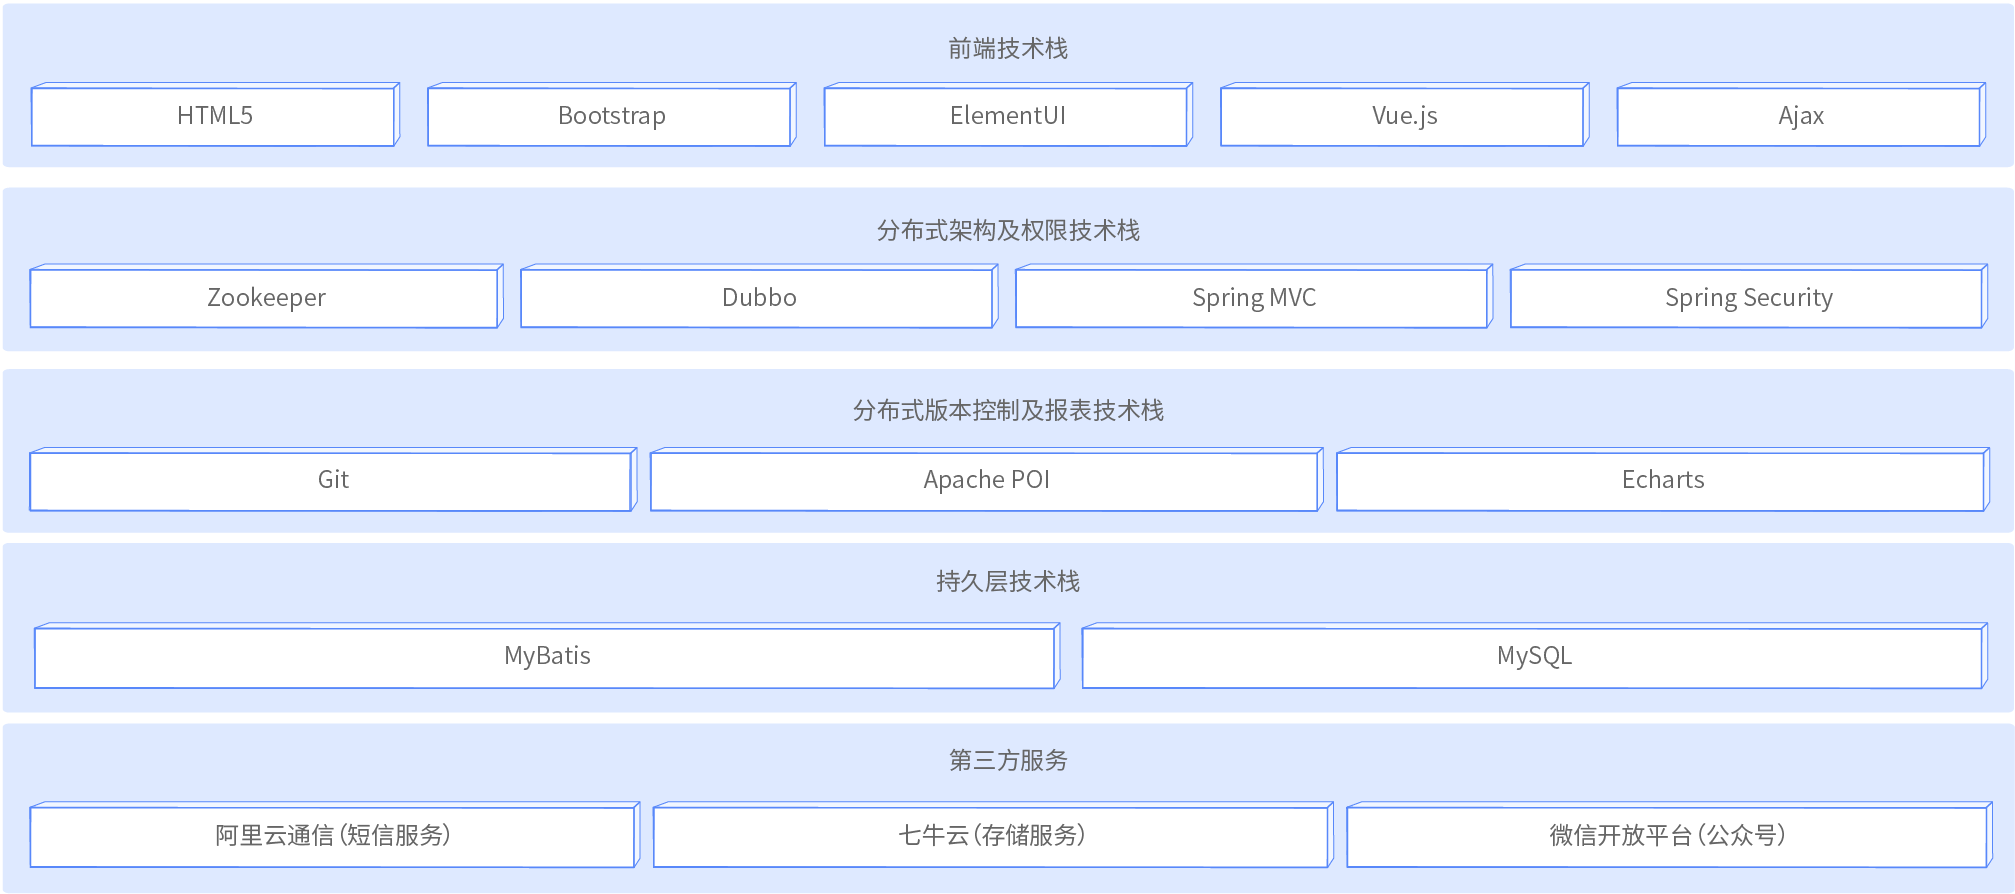 前端技术栈
HTML5
Bootstrap
ElementUI
Vue.js
Ajax
分布式架构及权限技术栈
Zookeeper
Dubbo
Spring MVC
Spring Security
分布式版本控制及报表技术栈
Git
Apache POI
Echarts
持久层技术栈
MyBatis
MySQL
第三方服务
阿里云通信（短信服务）
七牛云（存储服务）
微信开放平台（公众号）